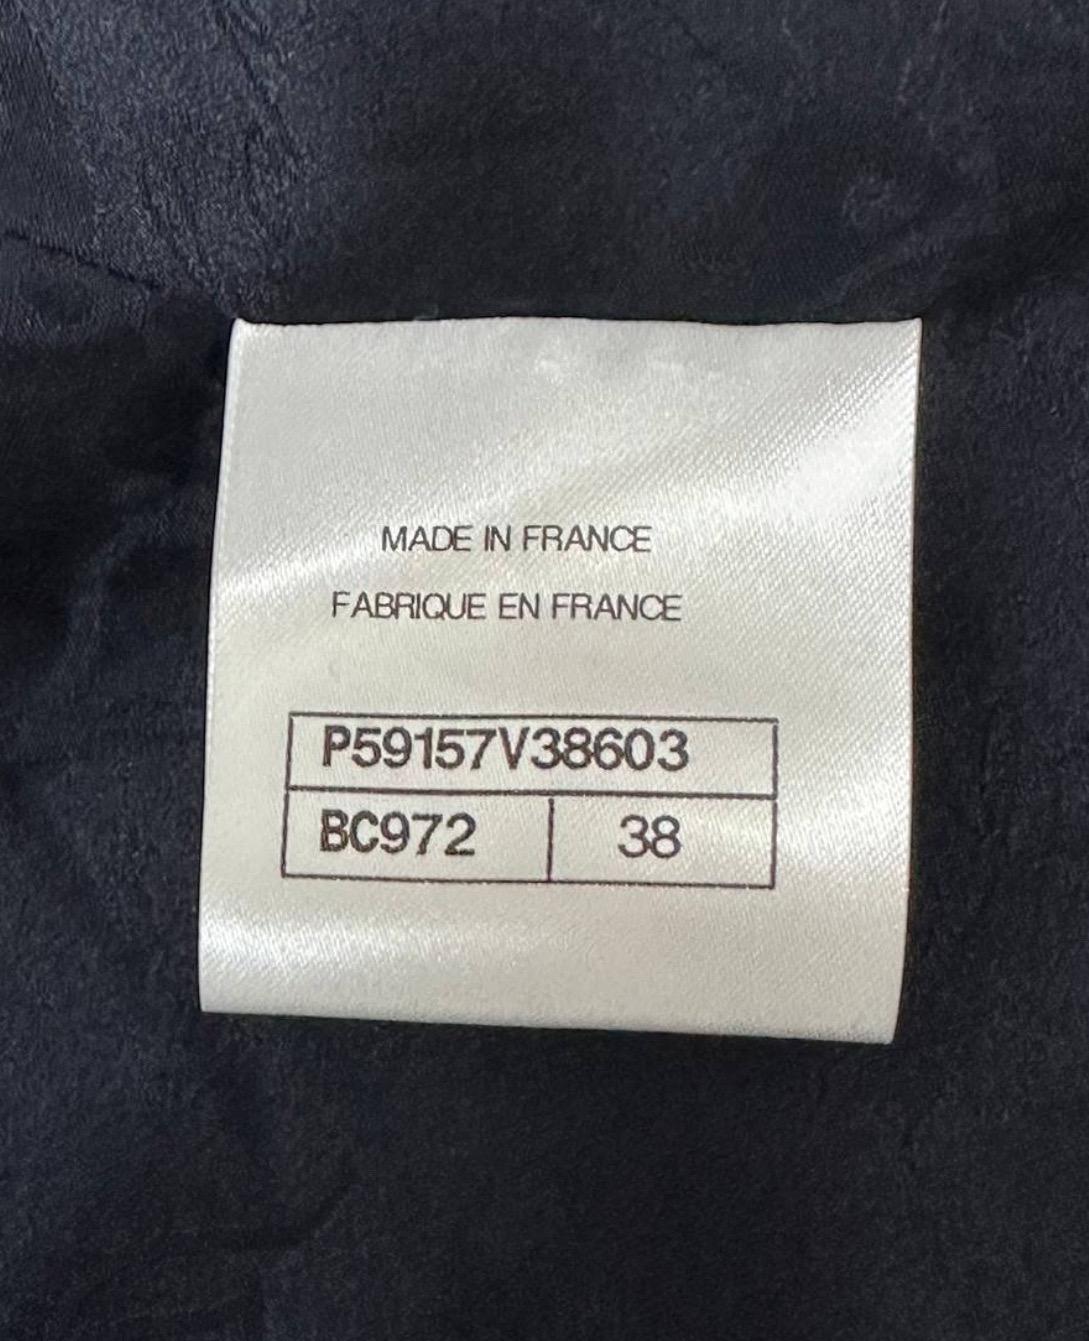 MADE IN FRANCE
FABRIQUE EN FRANCE
P59157V38603
BC972 38